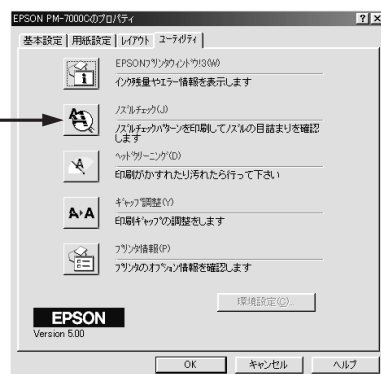 EPSON PM-7000Cのプロパティ
基本設定 用紙設定 レイアウト ユーティリティ
EPSONプリンタウィンドウ!3(W)
インク残量やエラー情報を表示します
ノズルチェック(J)
ノズルチェックパターンを印刷してノズルの目詰まりを確認
します
ヘッドクリーニング(D)
印刷がかすれたり汚れたら行って下さい
ギャップ調整(Y)
印刷ギャップの調整をします
プリンタ情報(P)
プリンタのオプション情報を確認します
環境設定(O)...
EPSON
Version 5.00
OK キャンセル ヘルプ